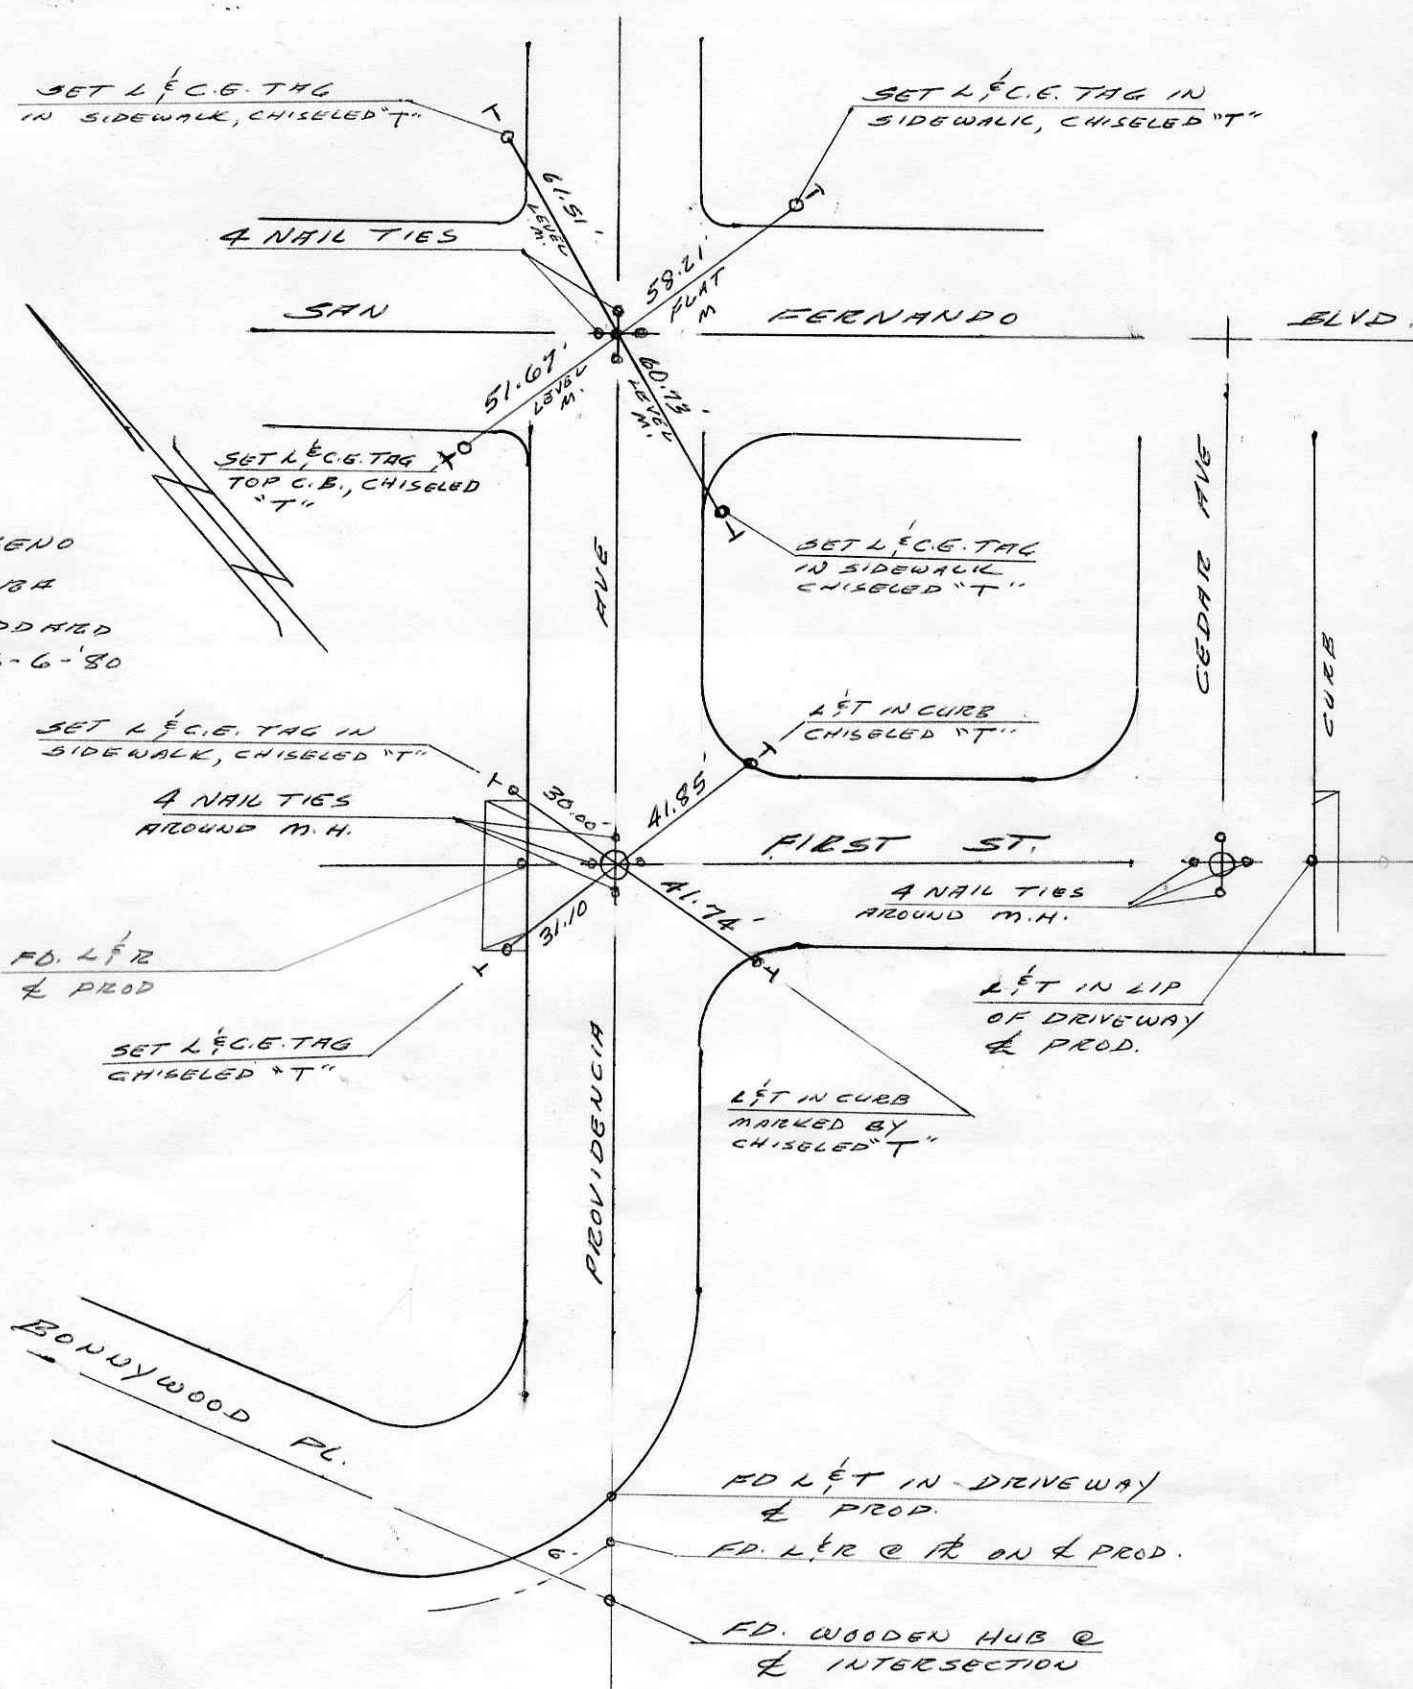 SET L & C.E. TAG
IN SIDEWALK, CHISELED "T"
SET L & C.E. TAG IN
SIDEWALK, CHISELED "T"
T
T
61.51'
LEVEL
M.
4 NAIL TIES
58.21'
FLAT
M
SAN
FERNANDO
BLVD.
51.67'
LEVEL
M.
60.73'
LEVEL
M.
SET L & C.E. TAG
TOP C.B., CHISELED
"T"
T
T
SET L & C.E. TAG
IN SIDEWALK
CHISELED "T"
AVE
CEDAR AVE
CURB
ENO
DDARD
-6-'80
SET L & C.E. TAG IN
SIDEWALK, CHISELED "T"
L & T IN CURB
CHISELED "T"
T
T
4 NAIL TIES
AROUND M.H.
30.00'
41.85'
FIRST ST.
4 NAIL TIES
AROUND M.H.
31.10
41.74'
FD. L & R
℄ PROD
T
T
L & T IN LIP
OF DRIVEWAY
℄ PROD.
SET L & C.E. TAG
CHISELED "T"
L & T IN CURB
MARKED BY
CHISELED "T"
PROVIDENCIA
BONNYWOOD PL.
FD L & T IN DRIVEWAY
℄ PROD.
6.
FD. L & R @ ⅊ ON ℄ PROD.
FD. WOODEN HUB @
℄ INTERSECTION